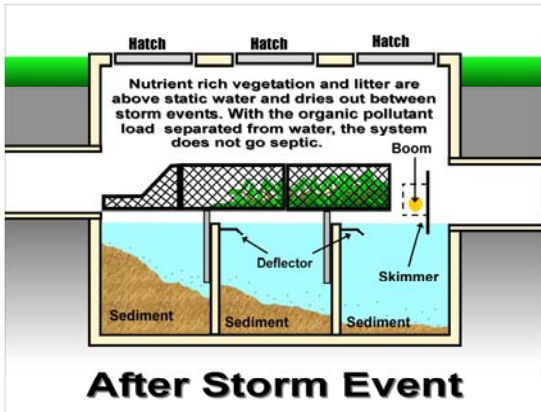 Hatch Hatch Hatch
Nutrient rich vegetation and litter are
above static water and dries out between
storm events. With the organic pollutant
load separated from water, the system
does not go septic.
Boom
Deflector
Skimmer
Sediment Sediment Sediment
After Storm Event